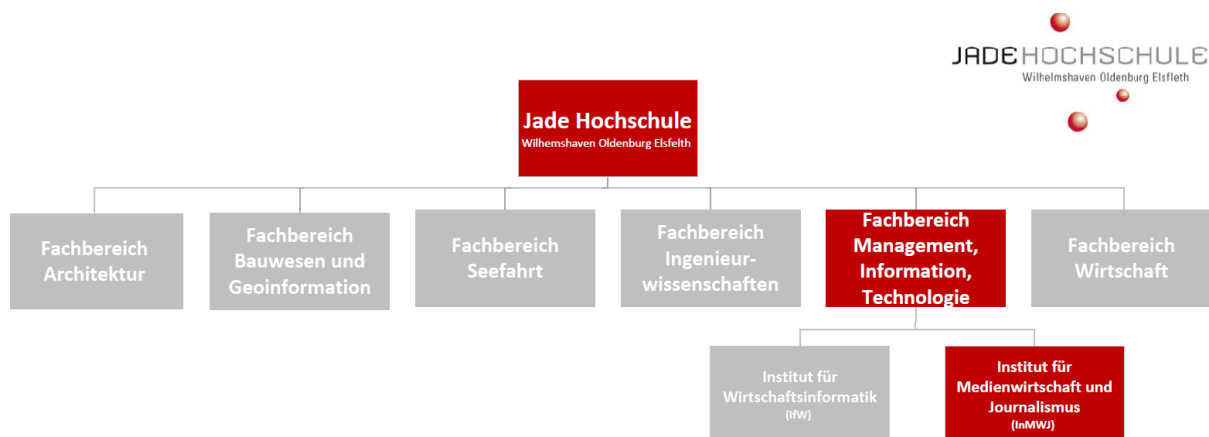 JADEHOCHSCHULE
Wilhelmshaven Oldenburg Elsfleth
Jade Hochschule
Wilhemshaven Oldenburg Elsfelth
Fachbereich
Architektur
Fachbereich
Bauwesen und
Geoinformation
Fachbereich
Seefahrt
Fachbereich
Ingenieur-
wissenschaften
Fachbereich
Management,
Information,
Technologie
Fachbereich
Wirtschaft
Institut für
Wirtschaftsinformatik
(IfW)
Institut für
Medienwirtschaft und
Journalismus
(InMWJ)